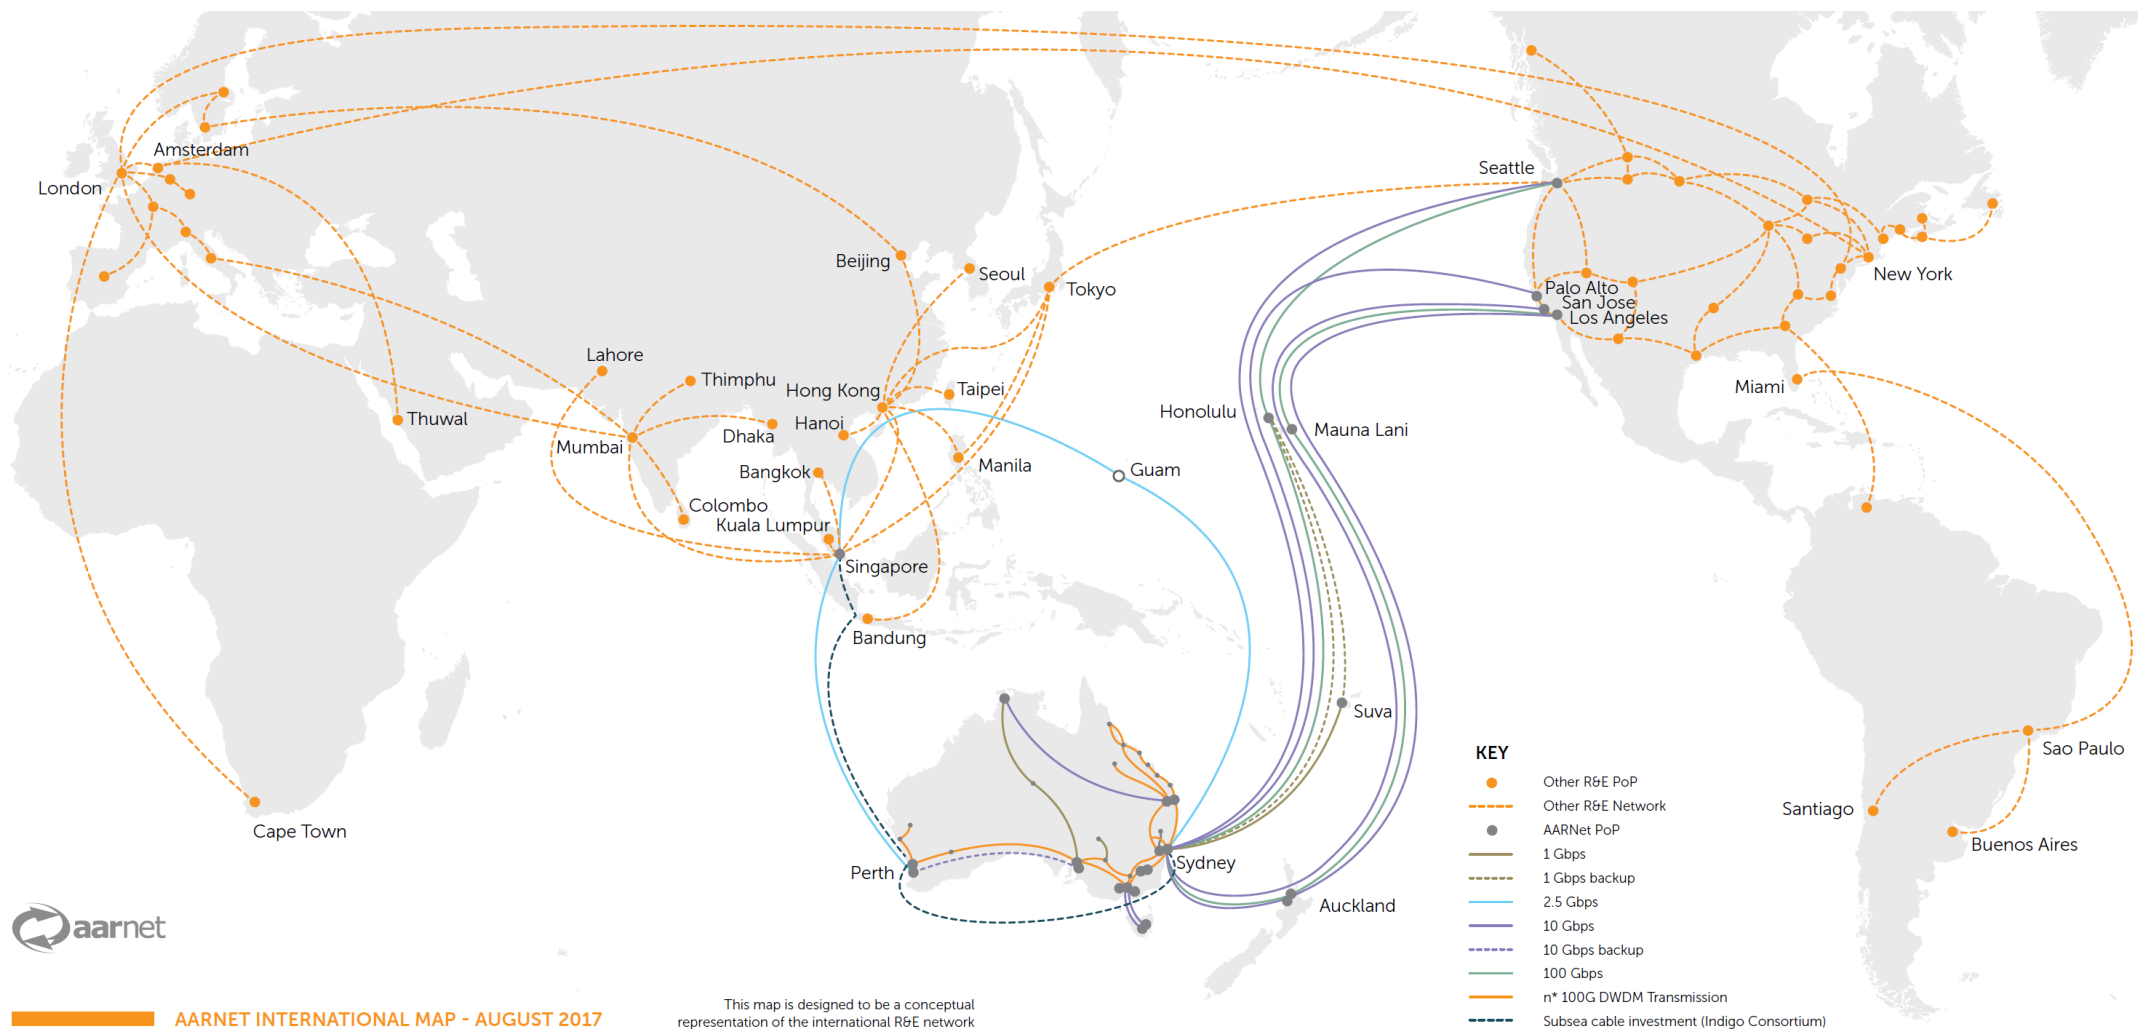 Amsterdam
London
Seattle
Beijing
Seoul
Tokyo
New York
Palo Alto
San Jose
Los Angeles
Lahore
Thimphu
Hong Kong
Taipei
Miami
Thuwal
Hanoi
Dhaka
Mumbai
Honolulu
Mauna Lani
Bangkok
Manila
Guam
Colombo
Kuala Lumpur
Singapore
Bandung
Suva
Sao Paulo
Santiago
Buenos Aires
Cape Town
Perth
Sydney
Auckland
KEY
Other R&E PoP
Other R&E Network
AARNet PoP
1 Gbps
1 Gbps backup
2.5 Gbps
10 Gbps
10 Gbps backup
100 Gbps
n* 100G DWDM Transmission
Subsea cable investment (Indigo Consortium)
aarnet
AARNET INTERNATIONAL MAP - AUGUST 2017
This map is designed to be a conceptual
representation of the international R&E network